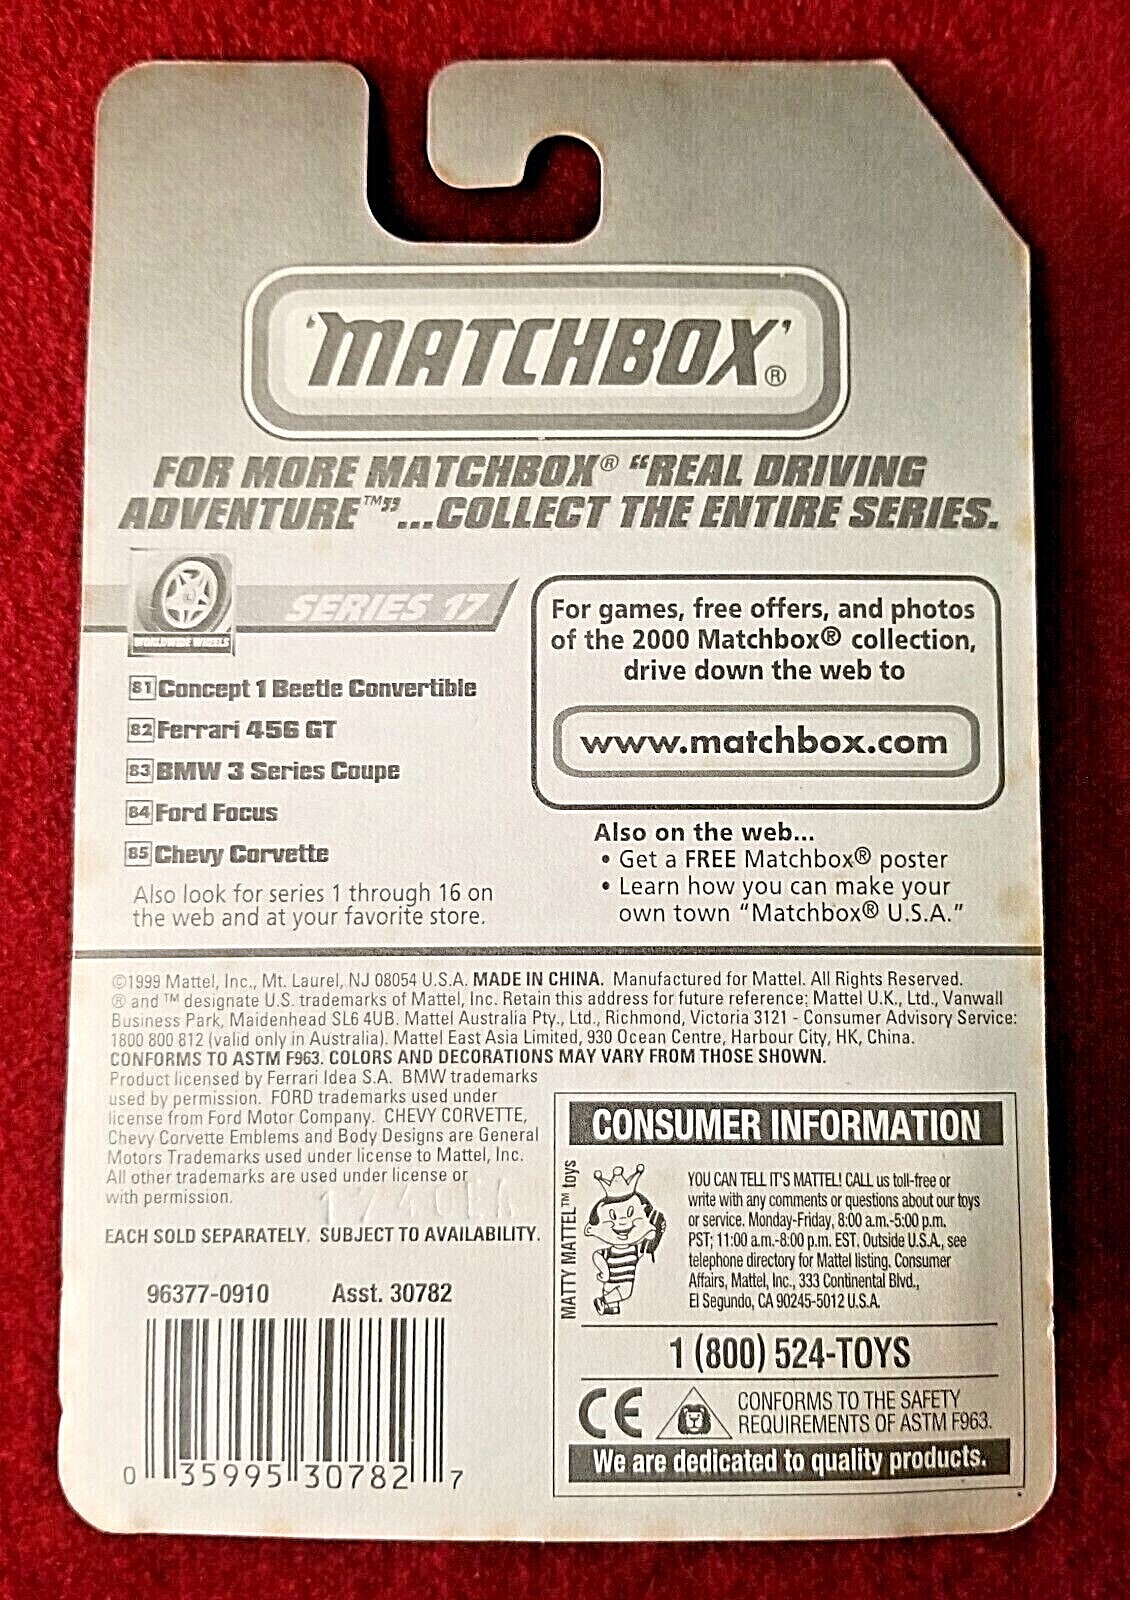 'MATCHBOX'®
FOR MORE MATCHBOX® “REAL DRIVING
ADVENTURE™”...COLLECT THE ENTIRE SERIES.
WORLDWIDE WHEELS
SERIES 17
81 Concept 1 Beetle Convertible
82 Ferrari 456 GT
83 BMW 3 Series Coupe
84 Ford Focus
85 Chevy Corvette
Also look for series 1 through 16 on
the web and at your favorite store.
For games, free offers, and photos
of the 2000 Matchbox® collection,
drive down the web to
www.matchbox.com
Also on the web...
• Get a FREE Matchbox® poster
• Learn how you can make your
own town “Matchbox® U.S.A.”
©1999 Mattel, Inc., Mt. Laurel, NJ 08054 U.S.A. MADE IN CHINA. Manufactured for Mattel. All Rights Reserved.
® and ™ designate U.S. trademarks of Mattel, Inc. Retain this address for future reference: Mattel U.K., Ltd., Vanwall
Business Park, Maidenhead SL6 4UB. Mattel Australia Pty., Ltd., Richmond, Victoria 3121 - Consumer Advisory Service:
1800 800 812 (valid only in Australia). Mattel East Asia Limited, 930 Ocean Centre, Harbour City, HK, China.
CONFORMS TO ASTM F963. COLORS AND DECORATIONS MAY VARY FROM THOSE SHOWN.
Product licensed by Ferrari Idea S.A. BMW trademarks
used by permission. FORD trademarks used under
license from Ford Motor Company. CHEVY CORVETTE,
Chevy Corvette Emblems and Body Designs are General
Motors Trademarks used under license to Mattel, Inc.
All other trademarks are used under license or
with permission.
EACH SOLD SEPARATELY. SUBJECT TO AVAILABILITY.
96377-0910 Asst. 30782
0 35995 30782 7
CONSUMER INFORMATION
MATTY MATTEL™ toys
YOU CAN TELL IT'S MATTEL! CALL us toll-free or
write with any comments or questions about our toys
or service. Monday-Friday, 8:00 a.m.-5:00 p.m.
PST; 11:00 a.m.-8:00 p.m. EST. Outside U.S.A., see
telephone directory for Mattel listing. Consumer
Affairs, Mattel, Inc., 333 Continental Blvd.,
El Segundo, CA 90245-5012 U.S.A.
1 (800) 524-TOYS
CE
CONFORMS TO THE SAFETY
REQUIREMENTS OF ASTM F963.
We are dedicated to quality products.